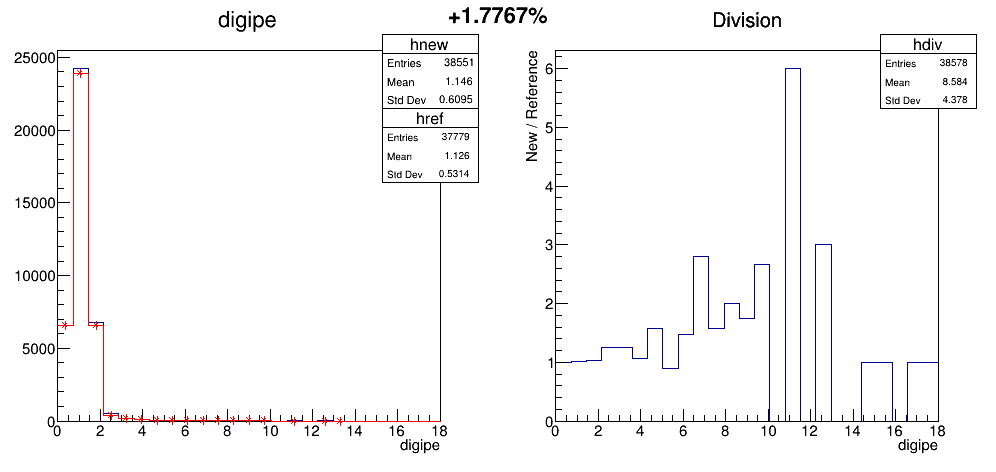 +1.7767%
digipe
hnew
Entries 38551
Mean 1.146
Std Dev 0.6095
href
Entries 37779
Mean 1.126
Std Dev 0.5314
25000
20000
15000
10000
5000
0
0 2 4 6 8 10 12 14 16 18
digipe
Division
hdiv
Entries 38578
Mean 8.584
Std Dev 4.378
New / Reference
6
5
4
3
2
1
0
0 2 4 6 8 10 12 14 16 18
digipe